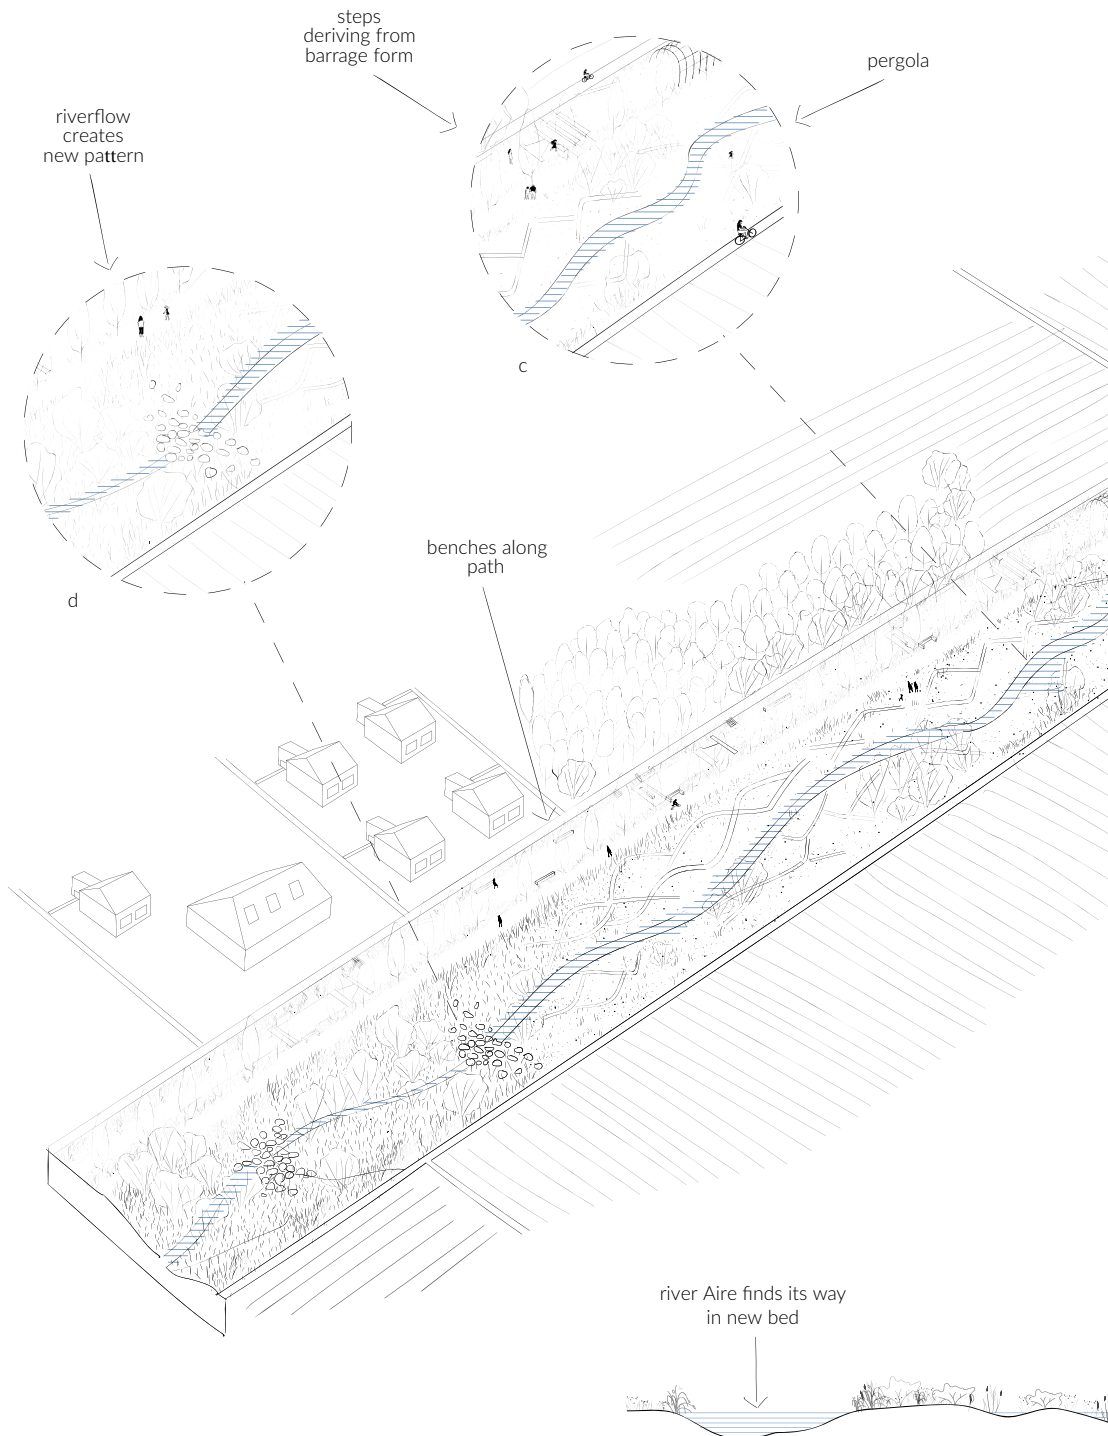 steps
deriving from
barrage form
pergola
riverflow
creates
new pattern
c
benches along
path
d
river Aire finds its way
in new bed